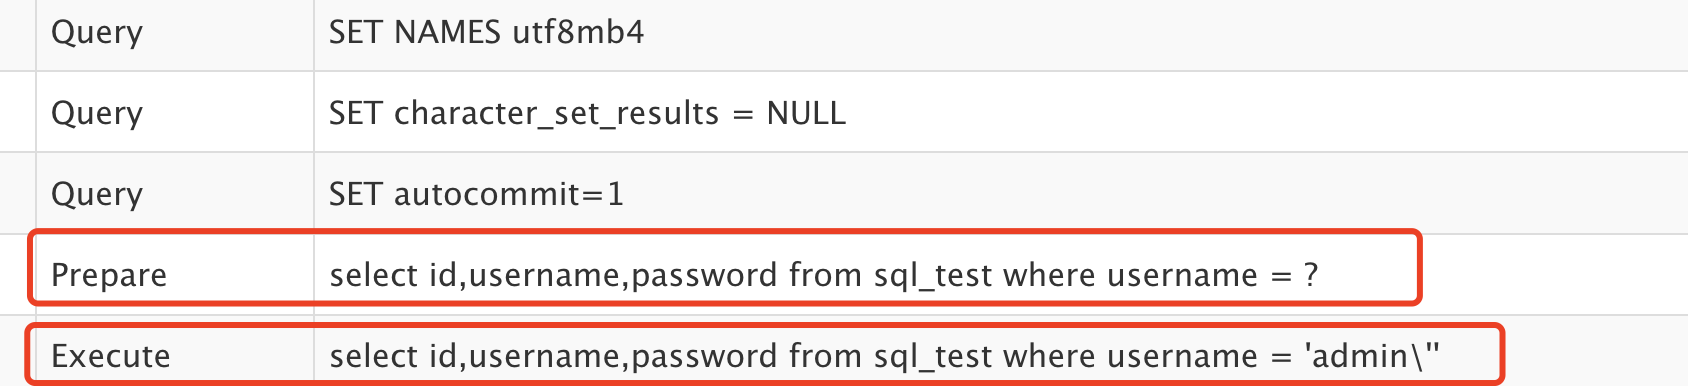 Query SET NAMES utf8mb4
Query SET character_set_results = NULL
Query SET autocommit=1
Prepare select id,username,password from sql_test where username = ?
Execute select id,username,password from sql_test where username = 'admin\''